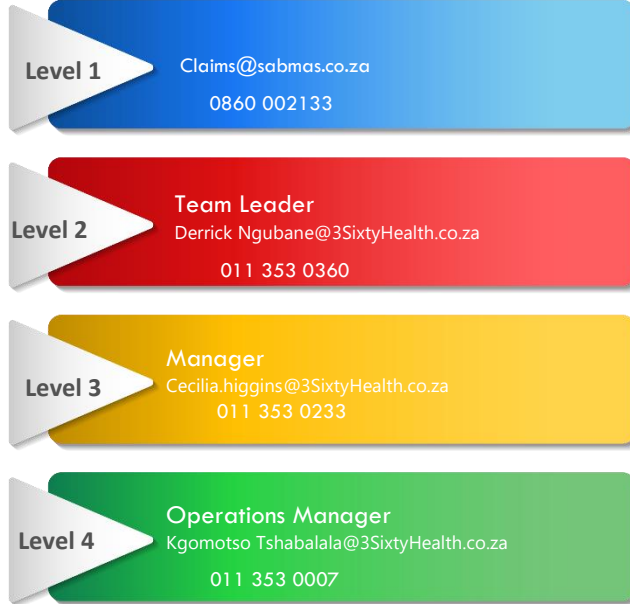 Level 1
Claims@sabmas.co.za
0860 002133
Level 2
Team Leader
Derrick Ngubane@3SixtyHealth.co.za
011 353 0360
Level 3
Manager
Cecilia.higgins@3SixtyHealth.co.za
011 353 0233
Level 4
Operations Manager
Kgomotso Tshabalala@3SixtyHealth.co.za
011 353 0007